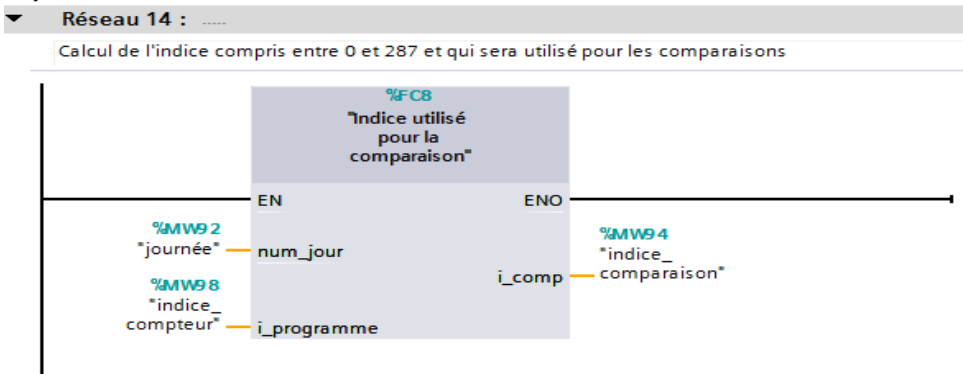 Réseau 14 : .....
Calcul de l'indice compris entre 0 et 287 et qui sera utilisé pour les comparaisons
%FC8
"Indice utilisé
pour la
comparaison"
EN
ENO
%MW92
"journée"
num_jour
%MW94
"indice_
comparaison"
i_comp
%MW98
"indice_
compteur"
i_programme